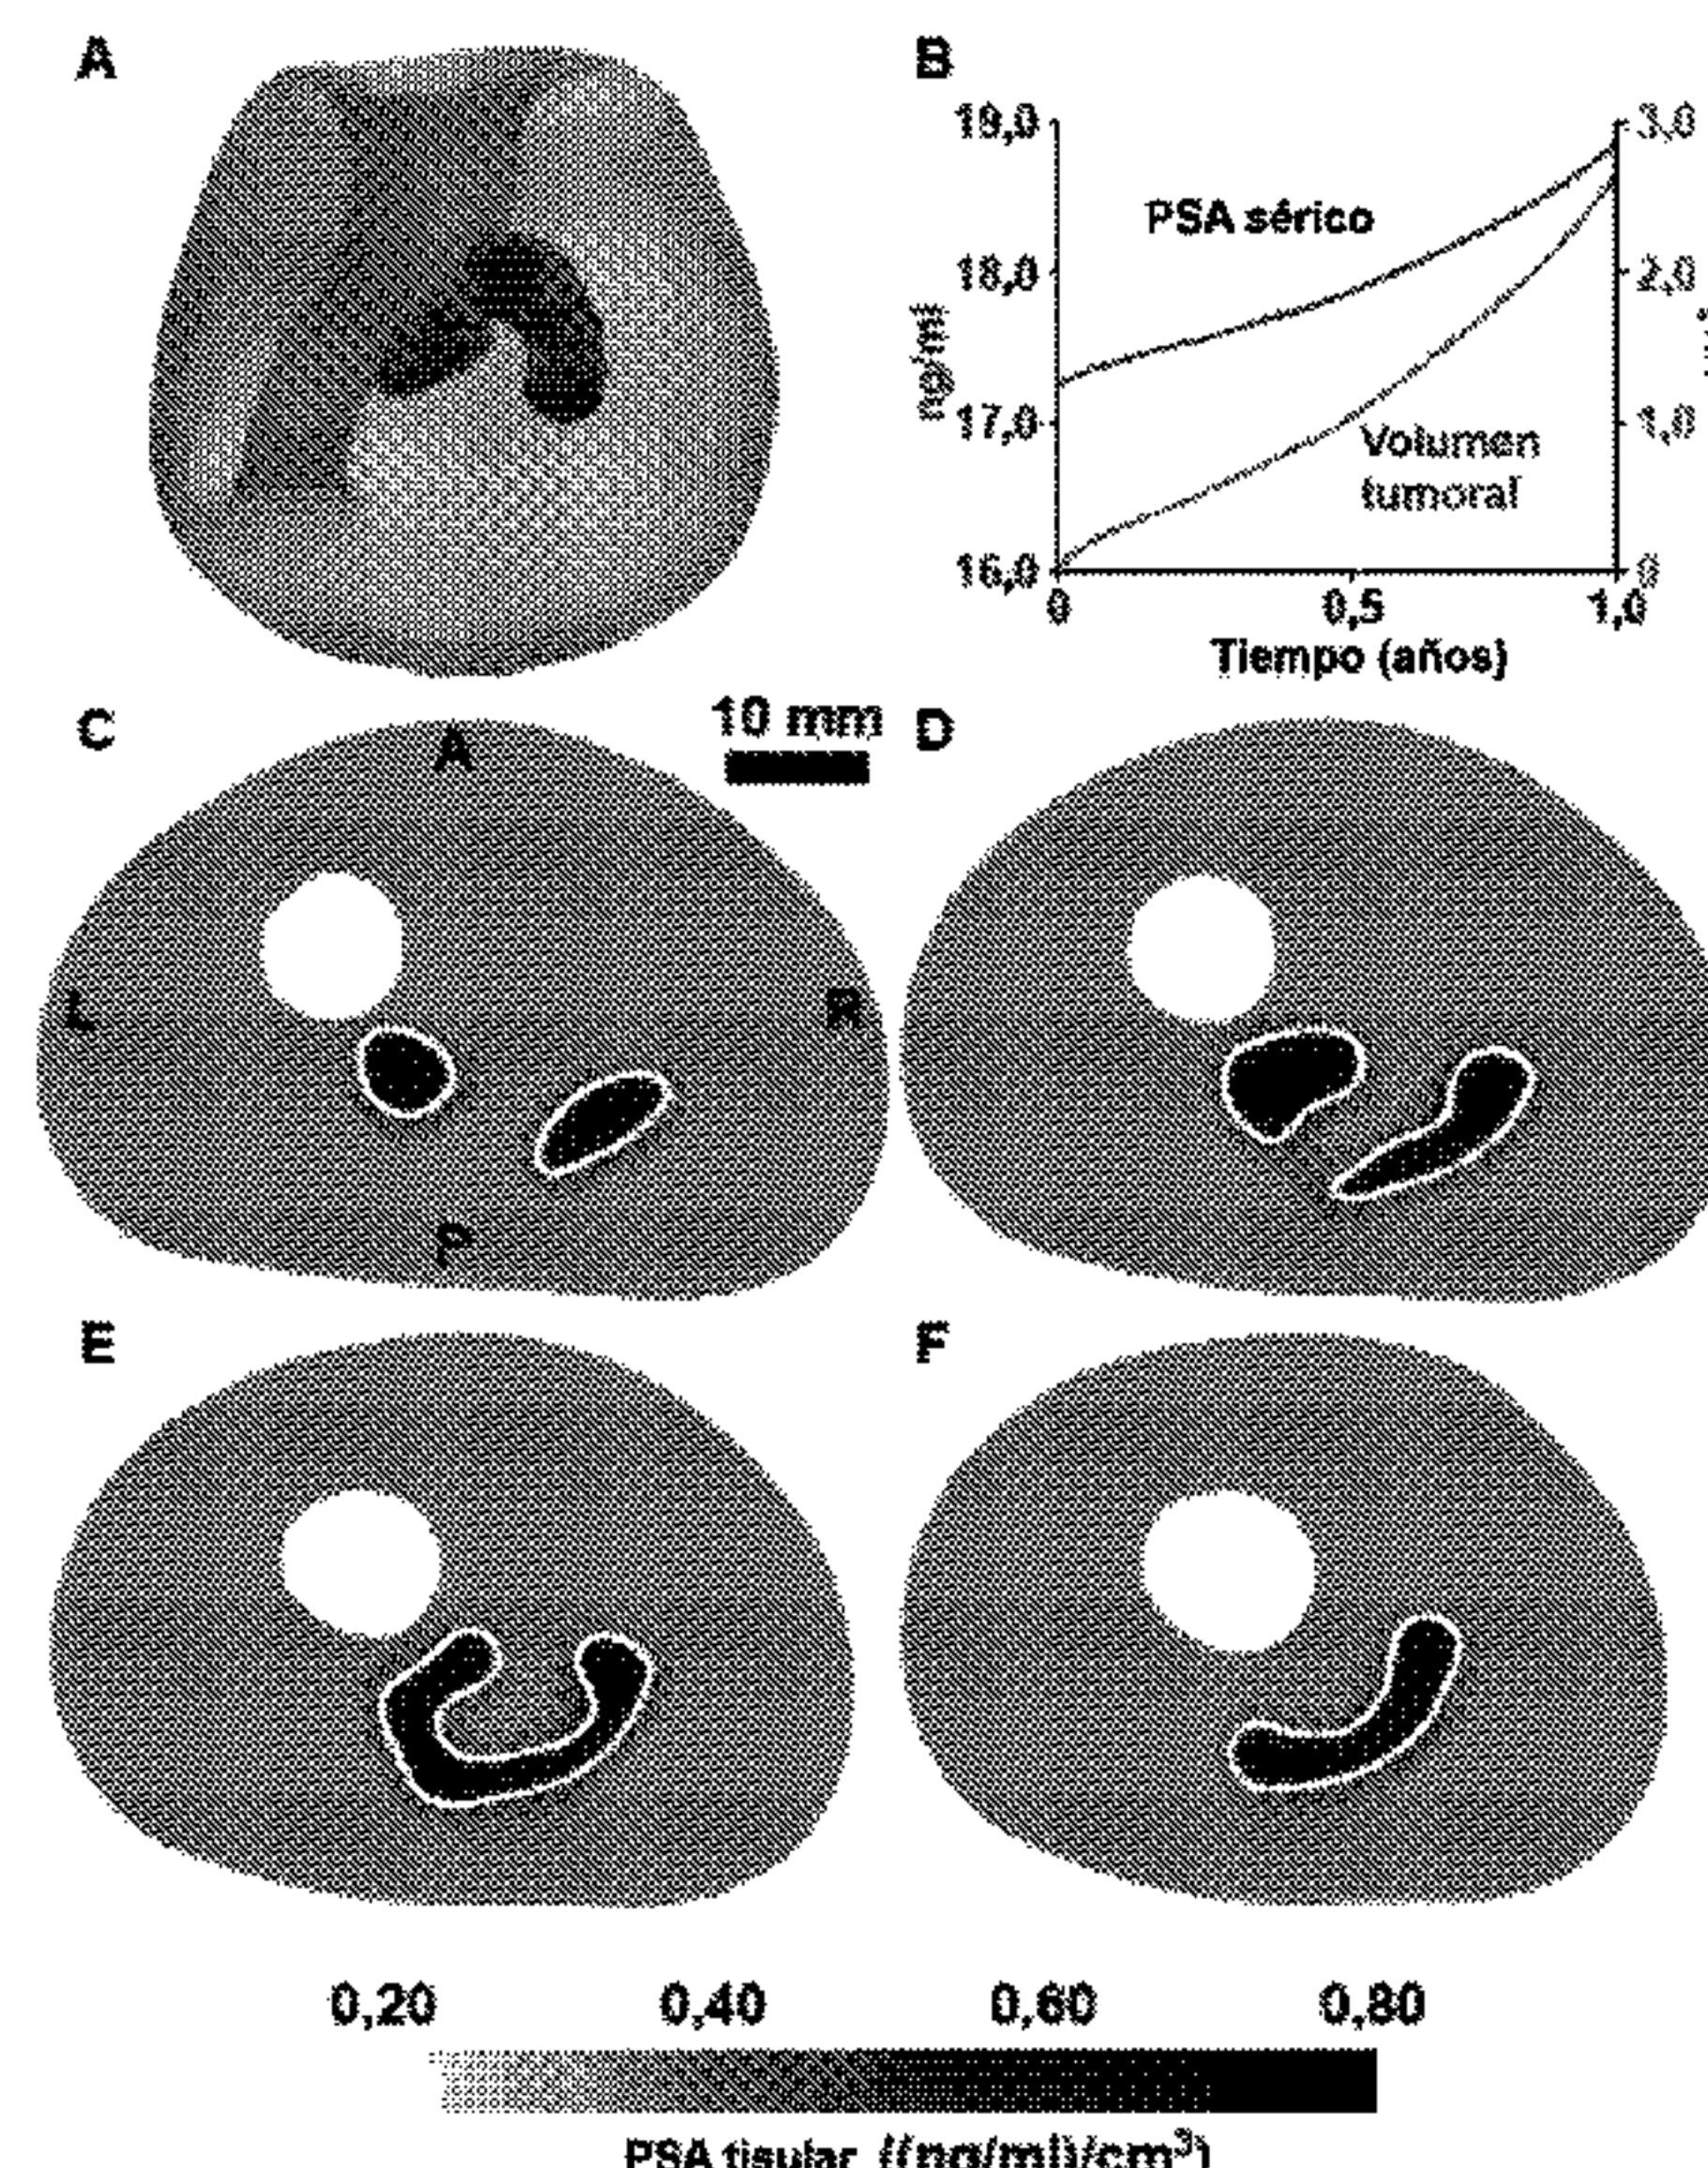 A
B
19,0
3,0
PSA sérico
18,0
2,0
ng/ml
17,0
1,0
Volumen
tumoral
16,0
0
0
0,5
1,0
Tiempo (años)
C
10 mm
D
A
L
R
P
E
F
0,20
0,40
0,60
0,80
PSA tisular ((ng/ml)/cm³)